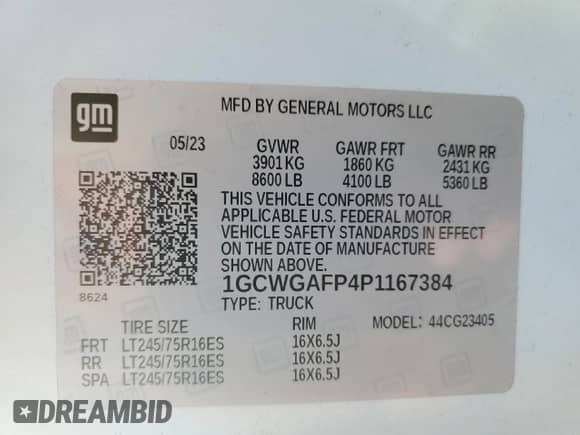 gm
MFD BY GENERAL MOTORS LLC
05/23 GVWR GAWR FRT GAWR RR
3901 KG 1860 KG 2431 KG
8600 LB 4100 LB 5360 LB
THIS VEHICLE CONFORMS TO ALL
APPLICABLE U.S. FEDERAL MOTOR
VEHICLE SAFETY STANDARDS IN EFFECT
ON THE DATE OF MANUFACTURE
SHOWN ABOVE.
8624
1GCWGAFP4P1167384
TYPE: TRUCK
TIRE SIZE RIM MODEL: 44CG23405
FRT LT245/75R16ES 16X6.5J
RR LT245/75R16ES 16X6.5J
SPA LT245/75R16ES 16X6.5J
DREAMBID